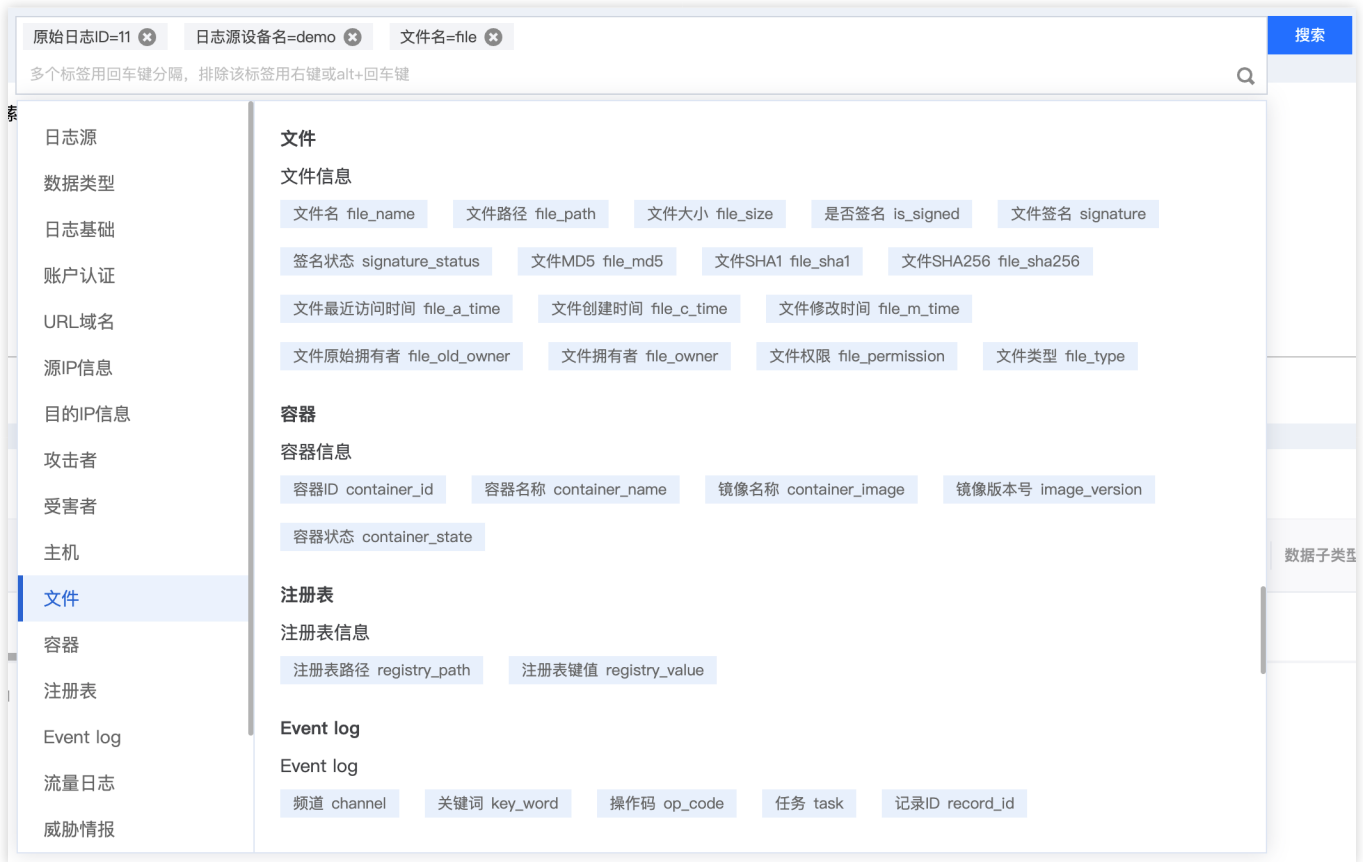 原始日志ID=11 日志源设备名=demo 文件名=file 搜索
多个标签用回车键分隔，排除该标签用右键或alt+回车键
索
日志源
数据类型
日志基础
账户认证
URL域名
源IP信息
目的IP信息
攻击者
受害者
主机
文件
容器
注册表
Event log
流量日志
威胁情报
文件
文件信息
文件名 file_name 文件路径 file_path 文件大小 file_size 是否签名 is_signed 文件签名 signature
签名状态 signature_status 文件MD5 file_md5 文件SHA1 file_sha1 文件SHA256 file_sha256
文件最近访问时间 file_a_time 文件创建时间 file_c_time 文件修改时间 file_m_time
文件原始拥有者 file_old_owner 文件拥有者 file_owner 文件权限 file_permission 文件类型 file_type
容器
容器信息
容器ID container_id 容器名称 container_name 镜像名称 container_image 镜像版本号 image_version
容器状态 container_state
注册表
注册表信息
注册表路径 registry_path 注册表键值 registry_value
Event log
Event log
频道 channel 关键词 key_word 操作码 op_code 任务 task 记录ID record_id
数据子类型